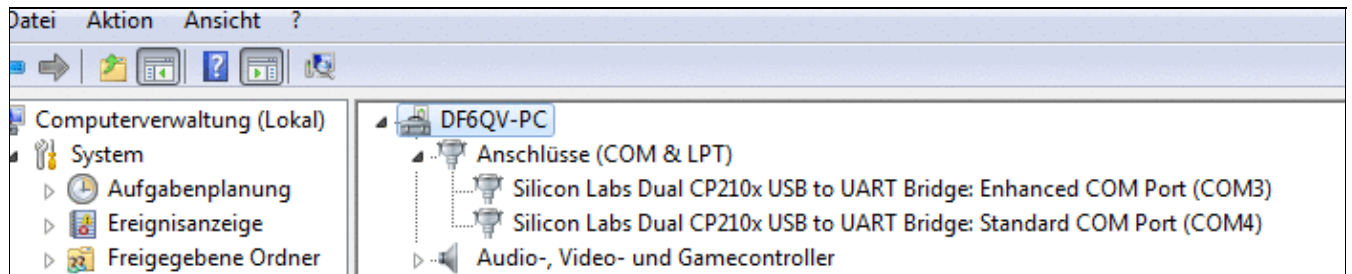 Datei Aktion Ansicht ?
Computerverwaltung (Lokal)
System
Aufgabenplanung
Ereignisanzeige
Freigegebene Ordner
DF6QV-PC
Anschlüsse (COM & LPT)
Silicon Labs Dual CP210x USB to UART Bridge: Enhanced COM Port (COM3)
Silicon Labs Dual CP210x USB to UART Bridge: Standard COM Port (COM4)
Audio-, Video- und Gamecontroller